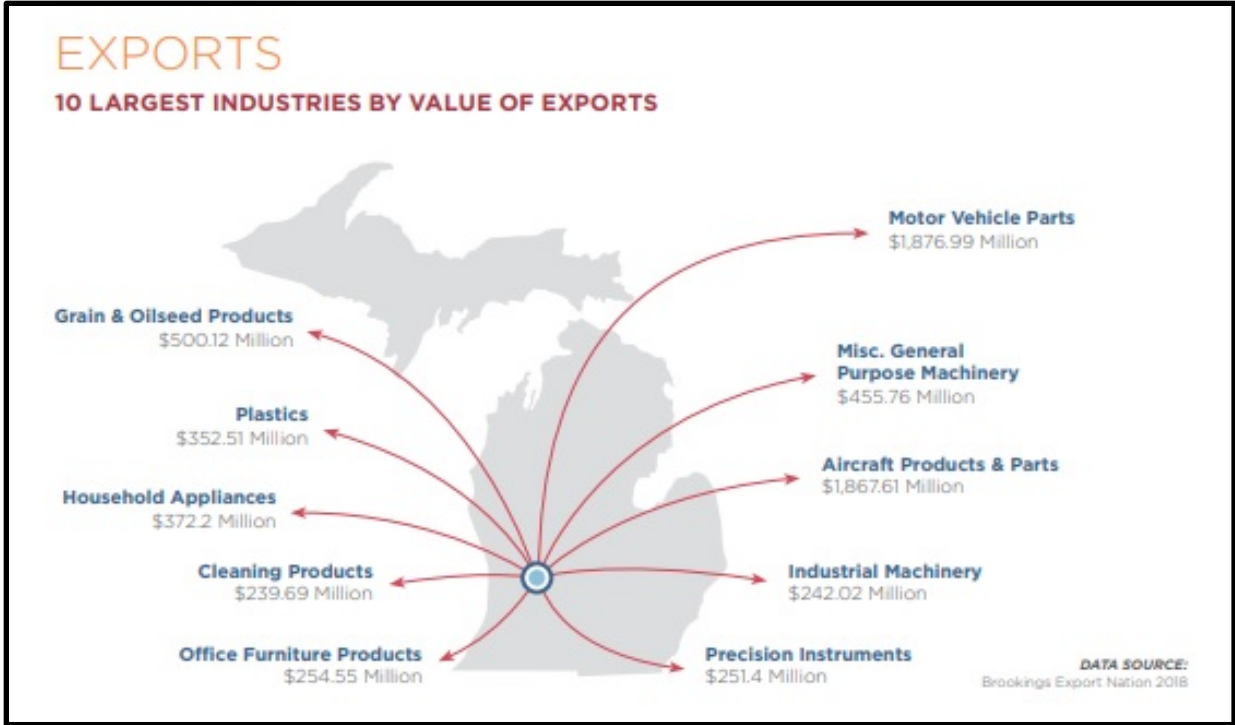 EXPORTS
10 LARGEST INDUSTRIES BY VALUE OF EXPORTS
Motor Vehicle Parts
$1,876.99 Million
Grain & Oilseed Products
$500.12 Million
Misc. General
Purpose Machinery
$455.76 Million
Plastics
$352.51 Million
Aircraft Products & Parts
$1,867.61 Million
Household Appliances
$372.2 Million
Cleaning Products
$239.69 Million
Industrial Machinery
$242.02 Million
Office Furniture Products
$254.55 Million
Precision Instruments
$251.4 Million
DATA SOURCE:
Brookings Export Nation 2018